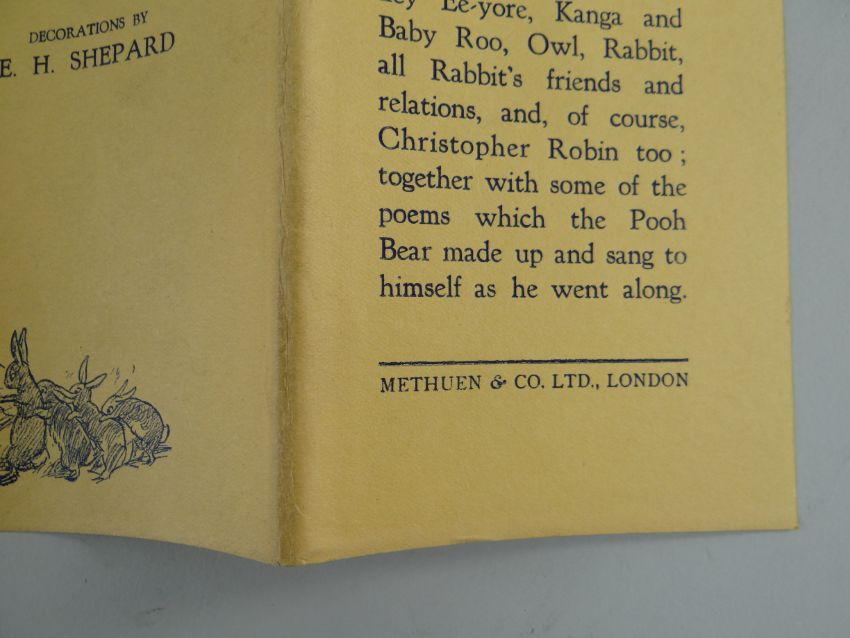 DECORATIONS BY
E. H. SHEPARD
Ee-yore, Kanga and
Baby Roo, Owl, Rabbit,
all Rabbit's friends and
relations, and, of course,
Christopher Robin too ;
together with some of the
poems which the Pooh
Bear made up and sang to
himself as he went along.
METHUEN & CO. LTD., LONDON